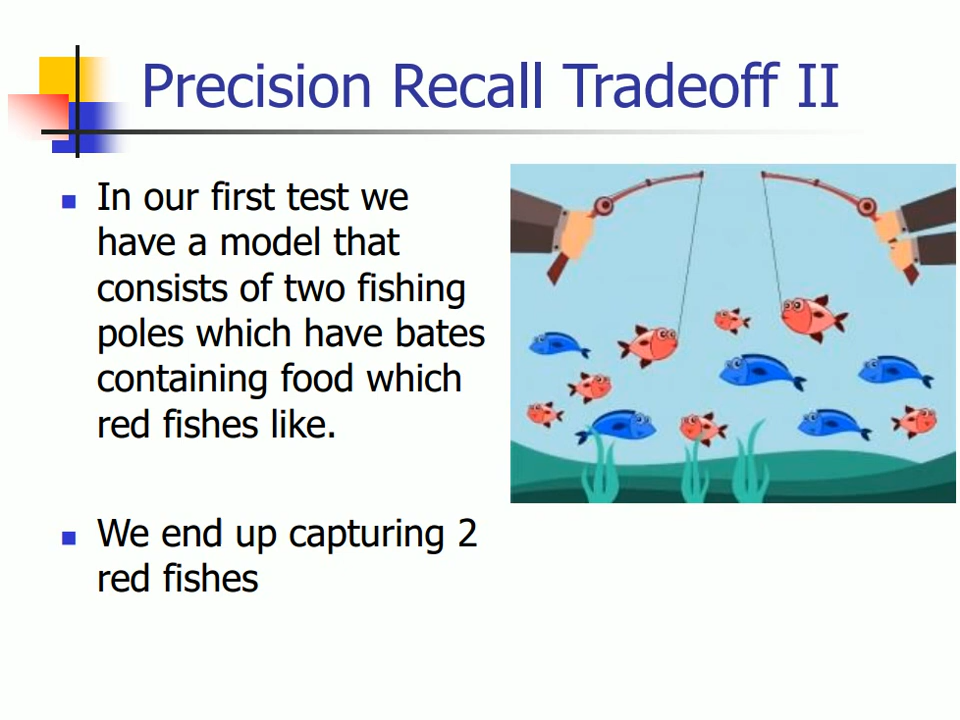 Precision Recall Tradeoff II
In our first test we
have a model that
consists of two fishing
poles which have bates
containing food which
red fishes like.
We end up capturing 2
red fishes